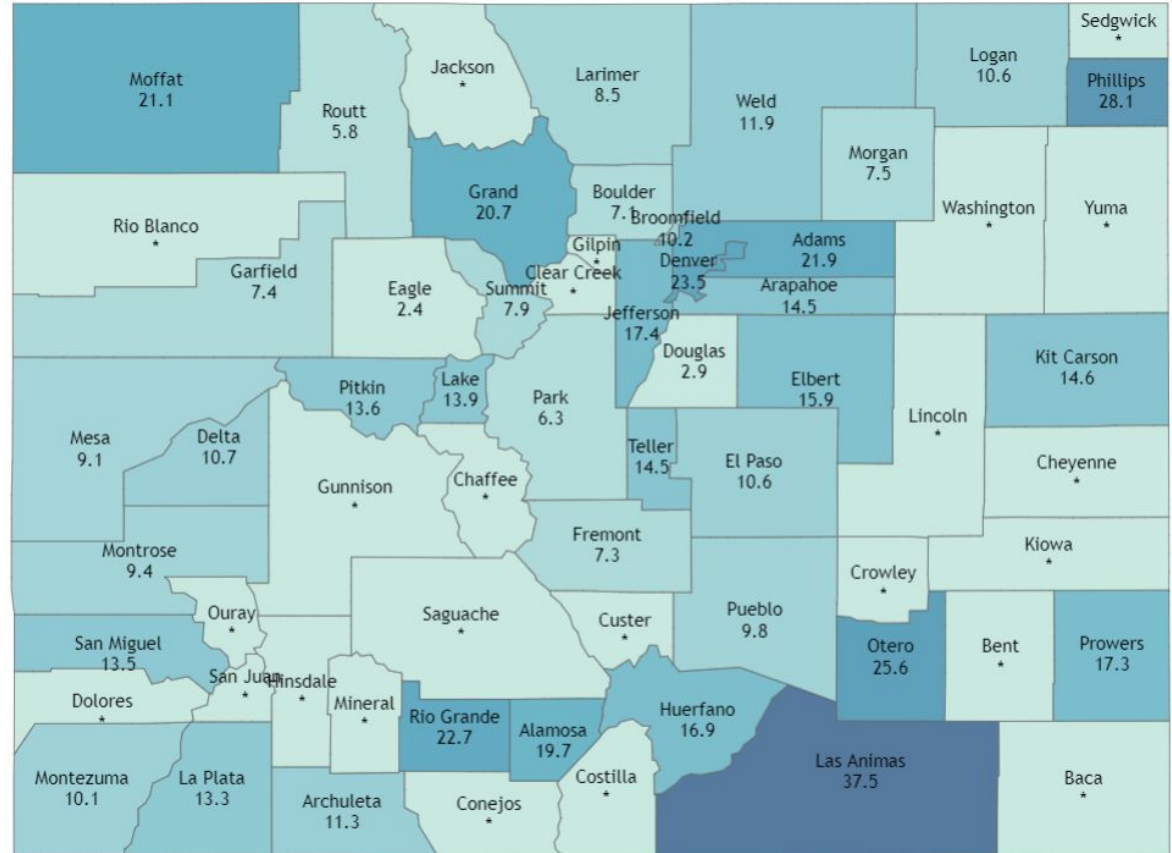 Sedgwick
*
Moffat
21.1
Jackson
*
Larimer
8.5
Logan
10.6
Phillips
28.1
Routt
5.8
Weld
11.9
Morgan
7.5
Grand
20.7
Boulder
7.1
Washington
*
Yuma
*
Rio Blanco
*
Broomfield
10.2
Gilpin
*
Adams
21.9
Denver
23.5
Garfield
7.4
Eagle
2.4
Summit
7.9
Clear Creek
*
Arapahoe
14.5
Jefferson
17.4
Douglas
2.9
Kit Carson
14.6
Pitkin
13.6
Lake
13.9
Park
6.3
Elbert
15.9
Lincoln
*
Mesa
9.1
Delta
10.7
Teller
14.5
El Paso
10.6
Cheyenne
*
Gunnison
*
Chaffee
*
Fremont
7.3
Kiowa
*
Montrose
9.4
Crowley
*
Ouray
*
Saguache
*
Custer
*
Pueblo
9.8
San Miguel
13.5
Otero
25.6
Bent
*
Prowers
17.3
San Juan
*
Hinsdale
*
Dolores
*
Mineral
*
Rio Grande
22.7
Alamosa
19.7
Huerfano
16.9
Las Animas
37.5
Montezuma
10.1
La Plata
13.3
Archuleta
11.3
Conejos
*
Costilla
*
Baca
*